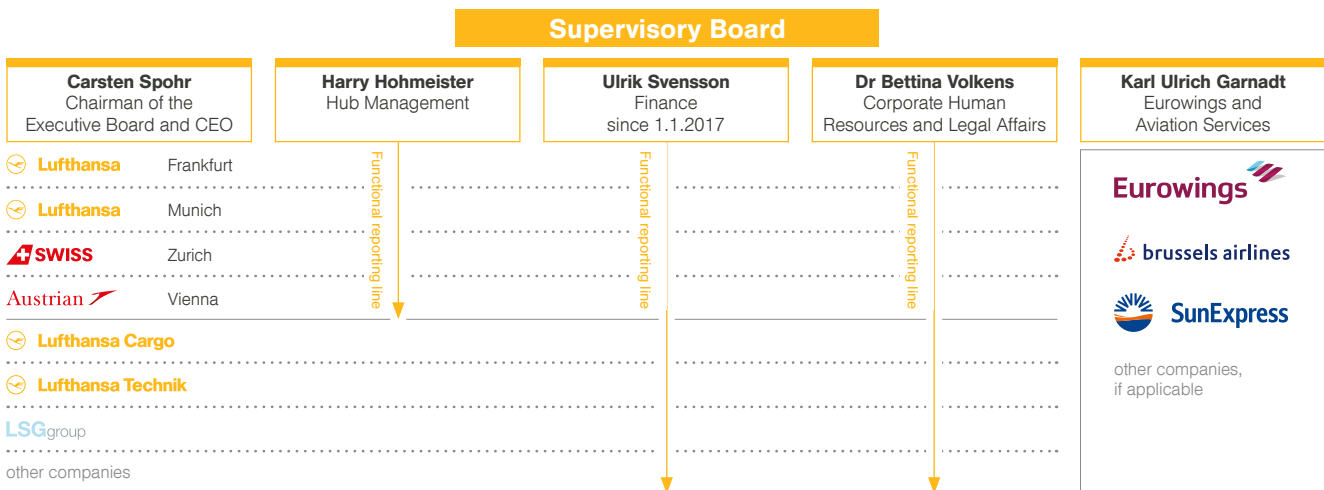 Supervisory Board
Carsten Spohr
Chairman of the
Executive Board and CEO
Harry Hohmeister
Hub Management
Ulrik Svensson
Finance
since 1.1.2017
Dr Bettina Volkens
Corporate Human
Resources and Legal Affairs
Karl Ulrich Garnadt
Eurowings and
Aviation Services
Lufthansa Frankfurt
Lufthansa Munich
SWISS Zurich
Austrian Vienna
Lufthansa Cargo
Lufthansa Technik
LSGgroup
other companies
Functional reporting line
Functional reporting line
Functional reporting line
Eurowings
brussels airlines
SunExpress
other companies,
if applicable